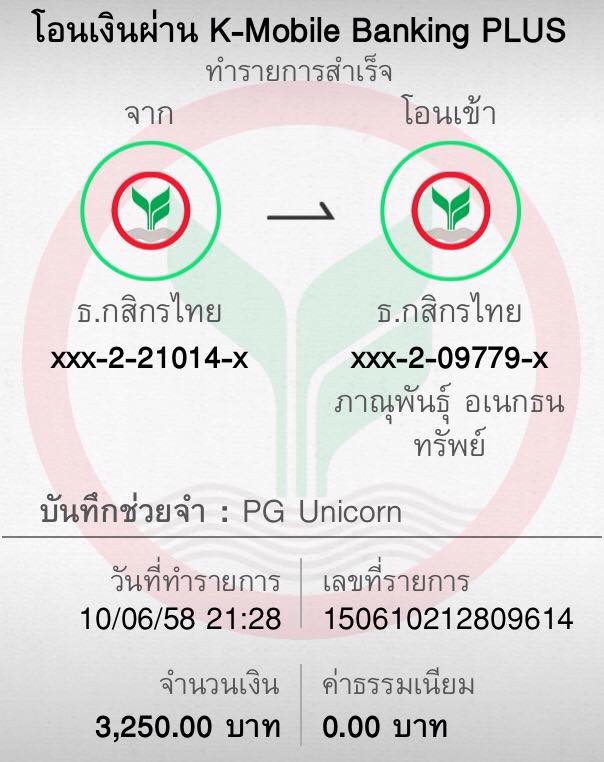 โอนเงินผ่าน K-Mobile Banking PLUS
ทำรายการสำเร็จ
จาก
โอนเข้า
ธ.กสิกรไทย
ธ.กสิกรไทย
xxx-2-21014-x
xxx-2-09779-x
ภาณุพันธุ์ อเนกธน
ทรัพย์
บันทึกช่วยจำ : PG Unicorn
วันที่ทำรายการ
เลขที่รายการ
10/06/58 21:28
150610212809614
จำนวนเงิน
ค่าธรรมเนียม
3,250.00 บาท
0.00 บาท